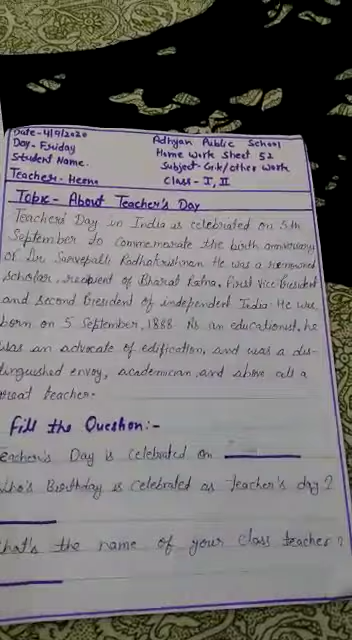 Date-4/9/2020
Day- Friday
Student Name.
Teacher- Heena
Adhyan Public School
Home Work Sheet 52
Subject- G.K/other work
Class- I, II
Topic- About Teacher's Day
Teachers' Day in India is celebrated on 5th
September to commemorate the birth anniversary
of Dr. Sarvepalli Radhakrishnan. He was a renowned
scholar, recipient of Bharat Ratna, First Vice President
and second President of independent India. He was
born on 5 September, 1888. As an educationist, he
was an advocate of edification, and was a dis-
tinguished envoy, academician, and above all a
great teacher.
Fill the Question:-
eacher's Day is celebrated on
who's Birthday is celebrated as teacher's day?
hat's the name of your class teacher?